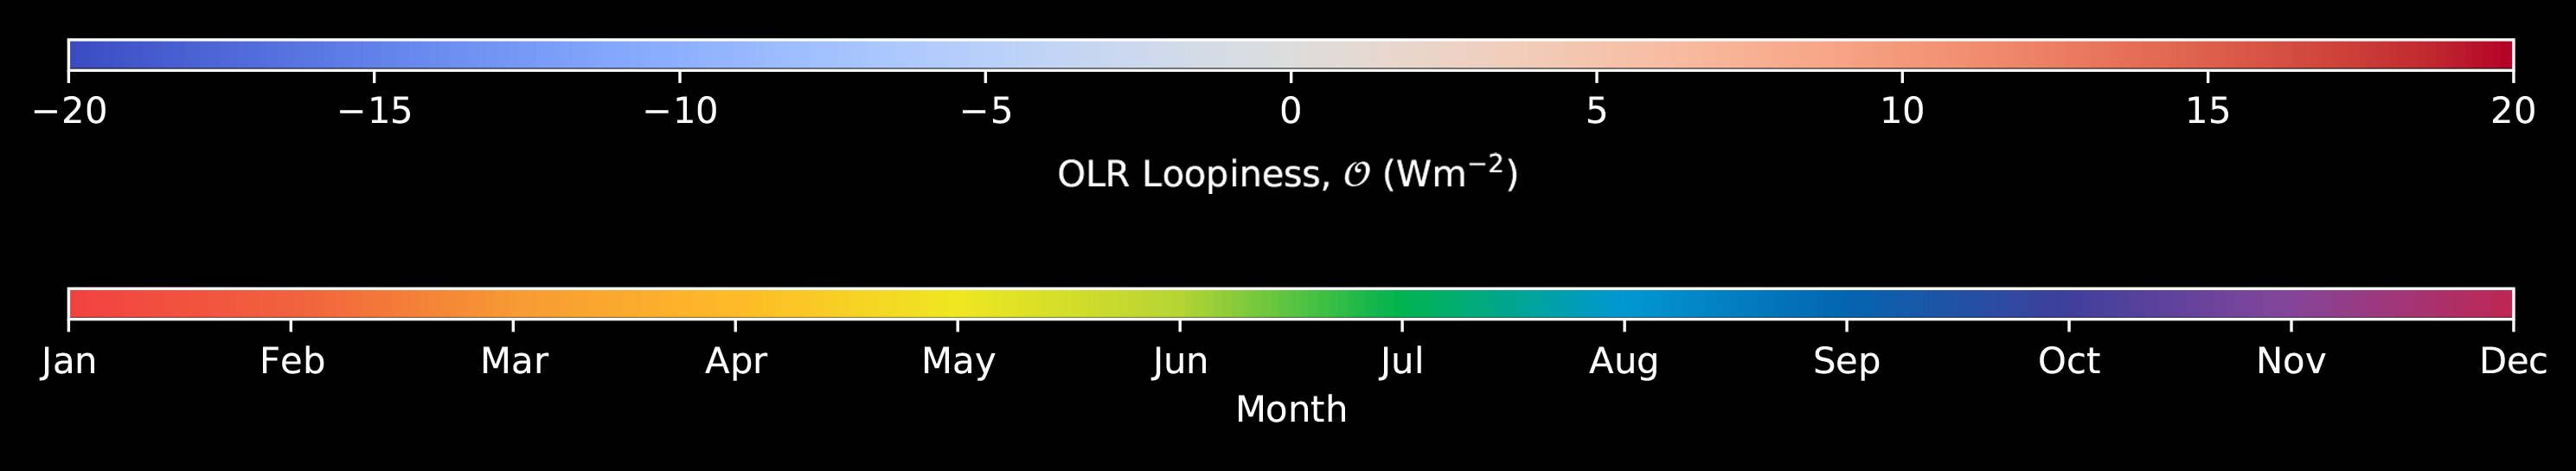 −20 −15 −10 −5 0 5 10 15 20
OLR Loopiness, 𝒪 (Wm⁻²)
Jan Feb Mar Apr May Jun Jul Aug Sep Oct Nov Dec
Month